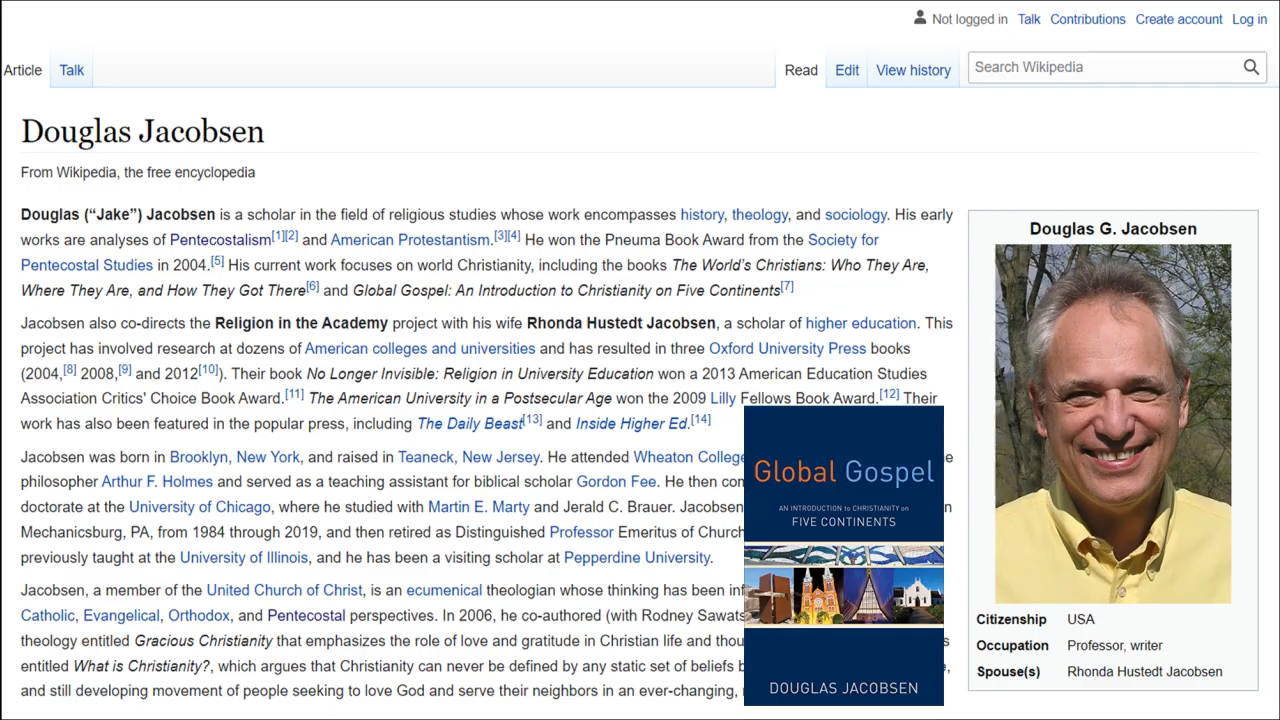 Not logged in Talk Contributions Create account Log in
Article Talk Read Edit View history Search Wikipedia
Douglas Jacobsen
From Wikipedia, the free encyclopedia
Douglas (“Jake”) Jacobsen is a scholar in the field of religious studies whose work encompasses history, theology, and sociology. His early
works are analyses of Pentecostalism[1][2] and American Protestantism.[3][4] He won the Pneuma Book Award from the Society for
Pentecostal Studies in 2004.[5] His current work focuses on world Christianity, including the books The World’s Christians: Who They Are,
Where They Are, and How They Got There[6] and Global Gospel: An Introduction to Christianity on Five Continents[7]
Jacobsen also co-directs the Religion in the Academy project with his wife Rhonda Hustedt Jacobsen, a scholar of higher education. This
project has involved research at dozens of American colleges and universities and has resulted in three Oxford University Press books
(2004,[8] 2008,[9] and 2012[10]). Their book No Longer Invisible: Religion in University Education won a 2013 American Education Studies
Association Critics' Choice Book Award.[11] The American University in a Postsecular Age won the 2009 Lilly Fellows Book Award.[12] Their
work has also been featured in the popular press, including The Daily Beast[13] and Inside Higher Ed.[14]
Jacobsen was born in Brooklyn, New York, and raised in Teaneck, New Jersey. He attended Wheaton College
philosopher Arthur F. Holmes and served as a teaching assistant for biblical scholar Gordon Fee. He then
doctorate at the University of Chicago, where he studied with Martin E. Marty and Jerald C. Brauer. Jacobsen
Mechanicsburg, PA, from 1984 through 2019, and then retired as Distinguished Professor Emeritus of Church
previously taught at the University of Illinois, and he has been a visiting scholar at Pepperdine University.
Jacobsen, a member of the United Church of Christ, is an ecumenical theologian whose thinking has been
Catholic, Evangelical, Orthodox, and Pentecostal perspectives. In 2006, he co-authored (with Rodney
theology entitled Gracious Christianity that emphasizes the role of love and gratitude in Christian life and
entitled What is Christianity?, which argues that Christianity can never be defined by any static set of beliefs
and still developing movement of people seeking to love God and serve their neighbors in an ever-changing,
Global Gospel
AN INTRODUCTION to CHRISTIANITY on
FIVE CONTINENTS
DOUGLAS JACOBSEN
Douglas G. Jacobsen
Citizenship USA
Occupation Professor, writer
Spouse(s) Rhonda Hustedt Jacobsen